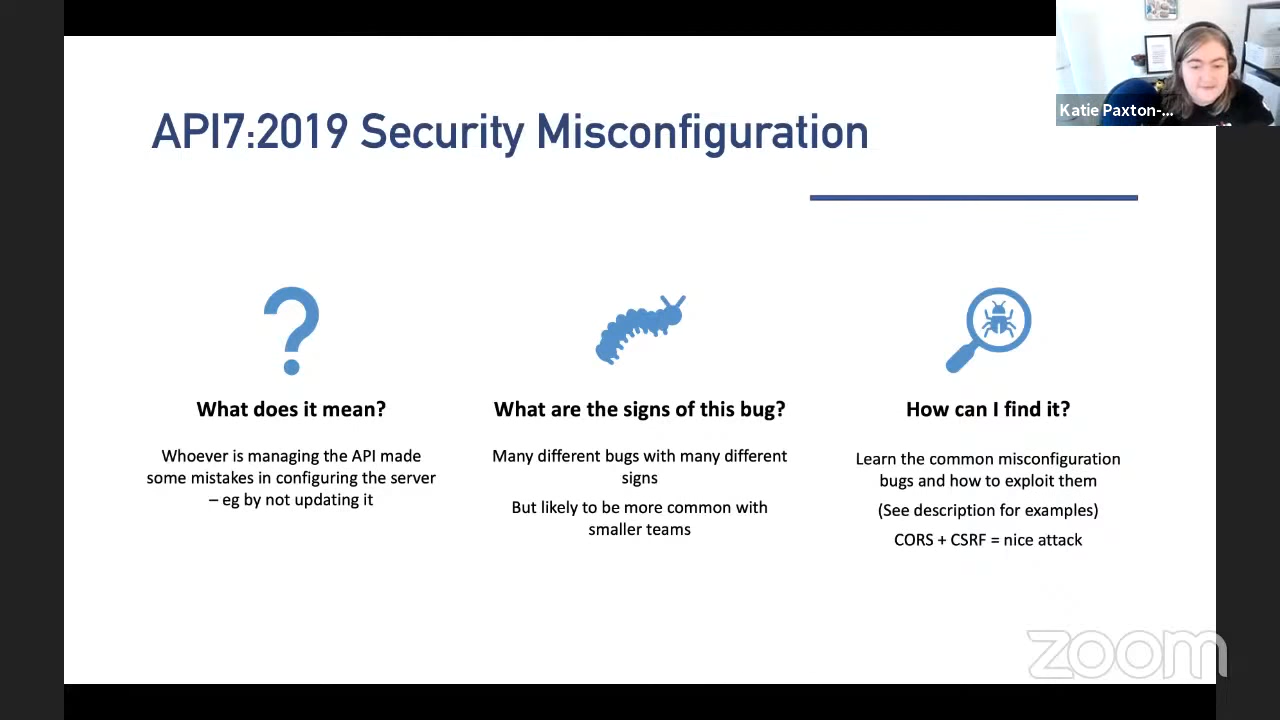 Katie Paxton-...
API7:2019 Security Misconfiguration
What does it mean?
Whoever is managing the API made
some mistakes in configuring the server
– eg by not updating it
What are the signs of this bug?
Many different bugs with many different
signs
But likely to be more common with
smaller teams
How can I find it?
Learn the common misconfiguration
bugs and how to exploit them
(See description for examples)
CORS + CSRF = nice attack
zoom